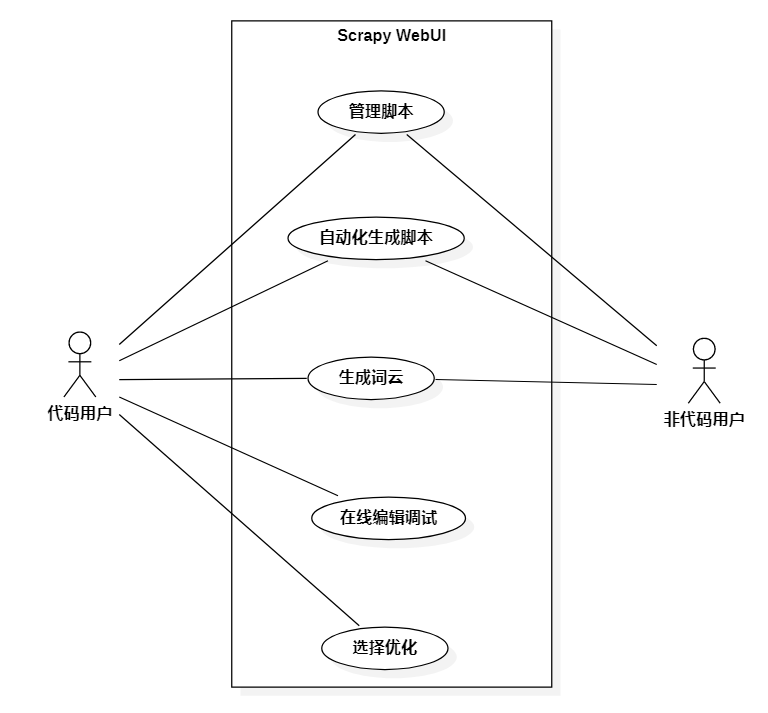 Scrapy WebUI
管理脚本
自动化生成脚本
生成词云
代码用户
非代码用户
在线编辑调试
选择优化